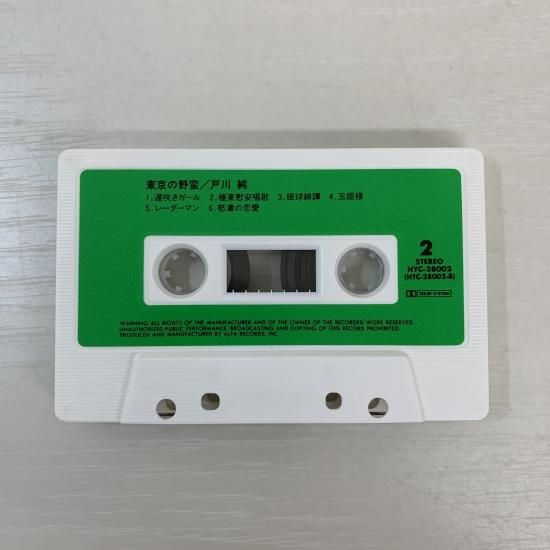 東京の野蛮／戸川 純
1.遅咲きガール 2.極東慰安唱歌 3.眼球綺譚 4.玉姫様
5.レーダーマン 6.怒濤の恋愛
2
STEREO
HYC-28002
(HYC-28002-B)
DOLBY SYSTEM
WARNING: ALL RIGHTS OF THE MANUFACTURER AND OF THE OWNER OF THE RECORDED WORK RESERVED.
UNAUTHORIZED PUBLIC PERFORMANCE, BROADCASTING AND COPYING OF THIS RECORD PROHIBITED.
PRODUCED AND MANUFACTURED BY ALFA RECORDS, INC.